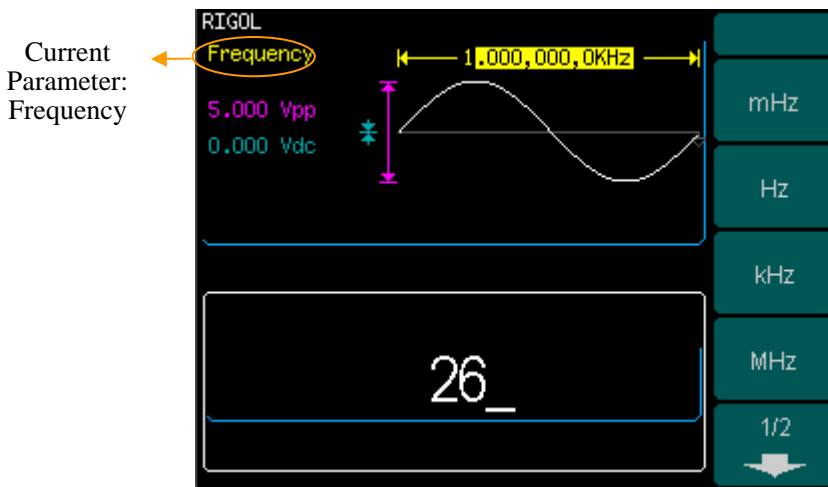 Current
Parameter:
Frequency
RIGOL
Frequency
1.000,000,0KHz
5.000 Vpp
0.000 Vdc
26_
mHz
Hz
kHz
MHz
1/2